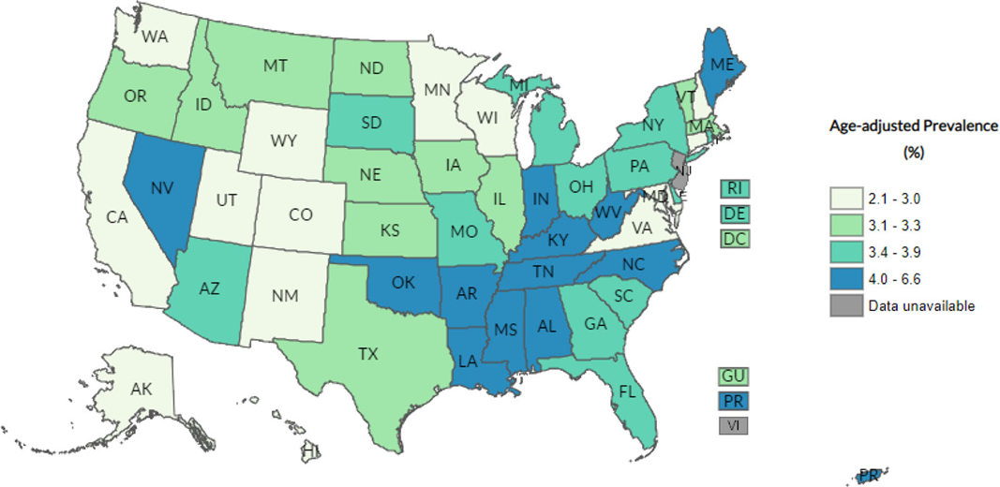 ME
WA
MT
ND
MN
VT
MI
OR
ID
SD
WI
NY
MA
Age-adjusted Prevalence
(%)
WY
IA
PA
NE
NJ
NV
UT
CO
IL
IN
OH
MD
E
RI
2.1 - 3.0
CA
KS
MO
WV
VA
DE
3.1 - 3.3
KY
DC
3.4 - 3.9
AZ
NM
OK
TN
NC
4.0 - 6.6
AR
SC
Data unavailable
MS
AL
GA
TX
LA
AK
FL
GU
PR
VI
HI
PR